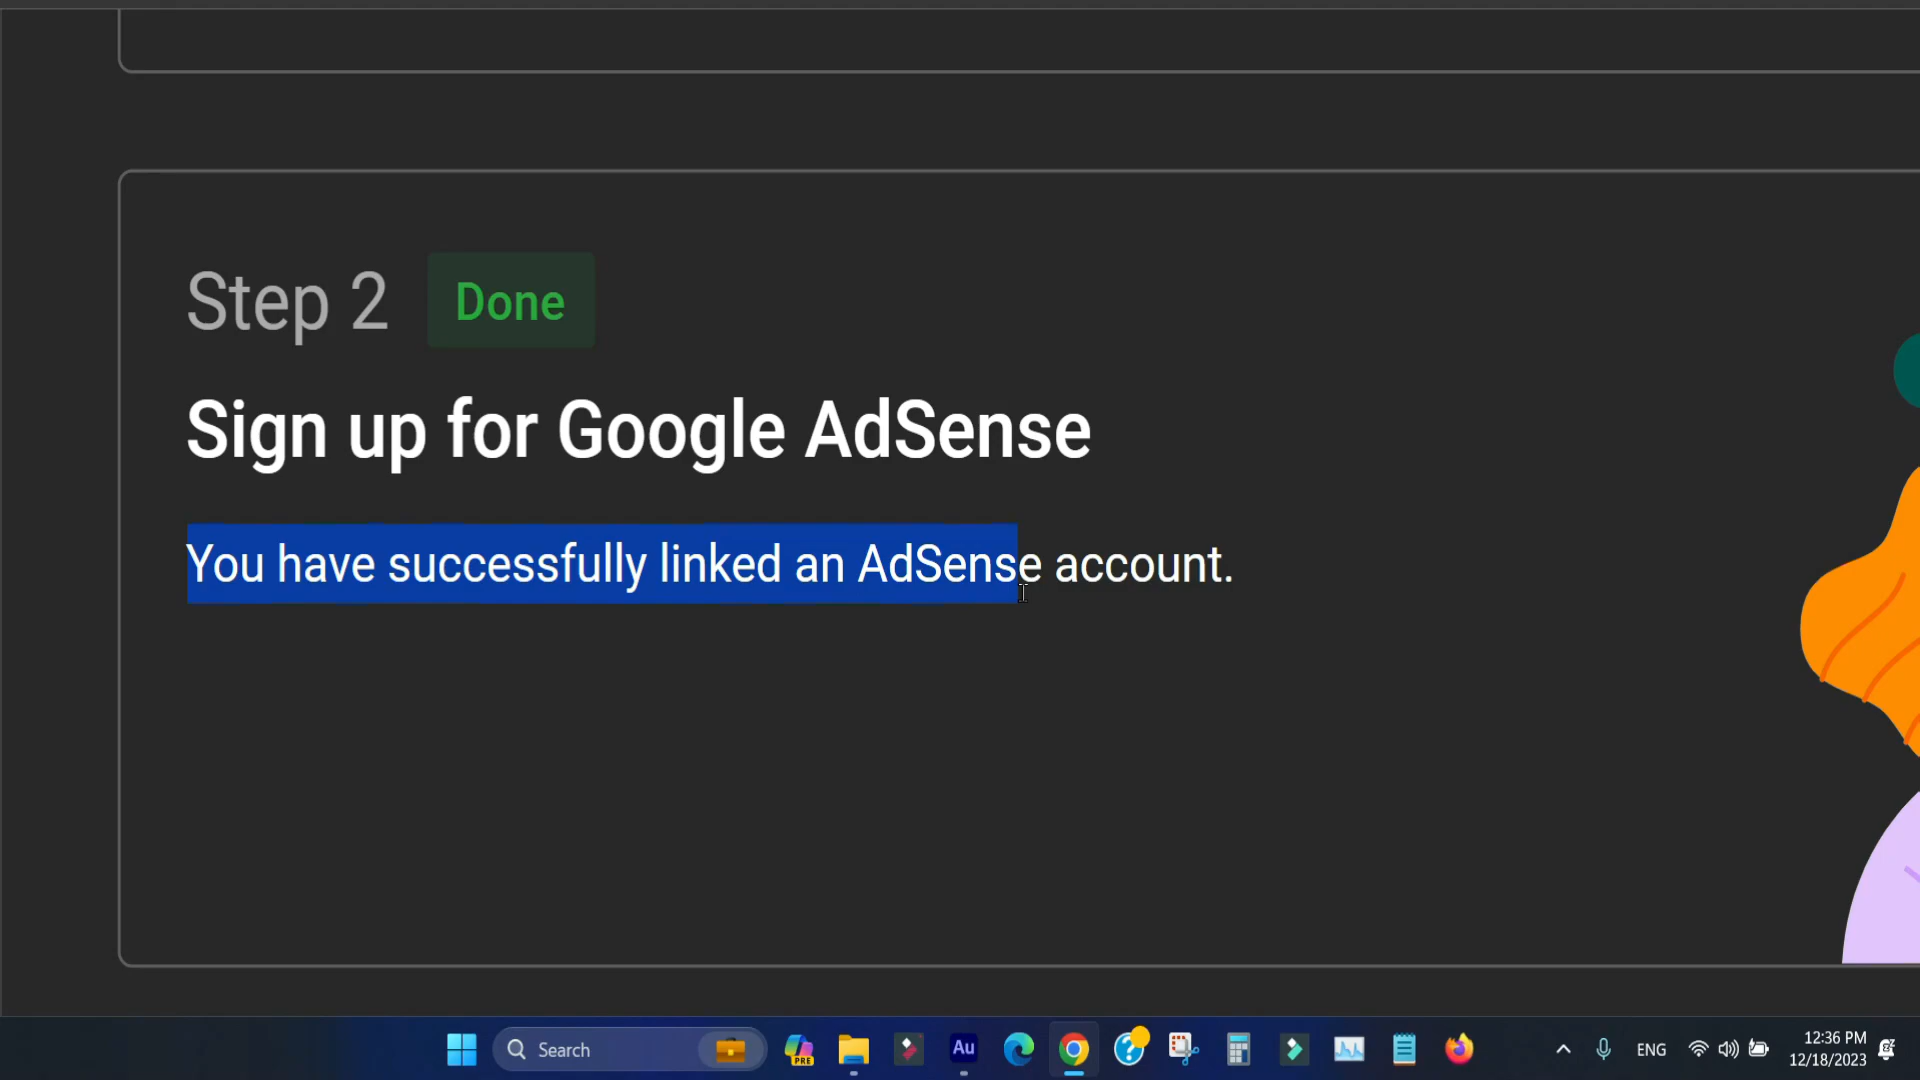 Step 2
Done
Sign up for Google AdSense
You have successfully linked an AdSense account.
Search
PRE
Au
ENG
12:36 PM
12/18/2023